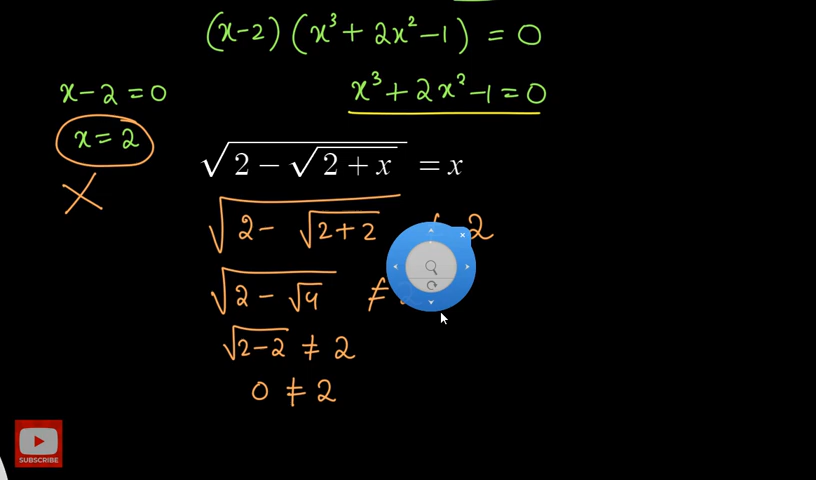 (x-2) (x³ + 2x² -1) = 0
x-2 = 0
x³ + 2x² -1 = 0
x = 2
√(2 - √(2 + x)) = x
√(2 - √(2+2)) 2
√(2 - √4) ≠
√(2-2) ≠ 2
0 ≠ 2
SUBSCRIBE